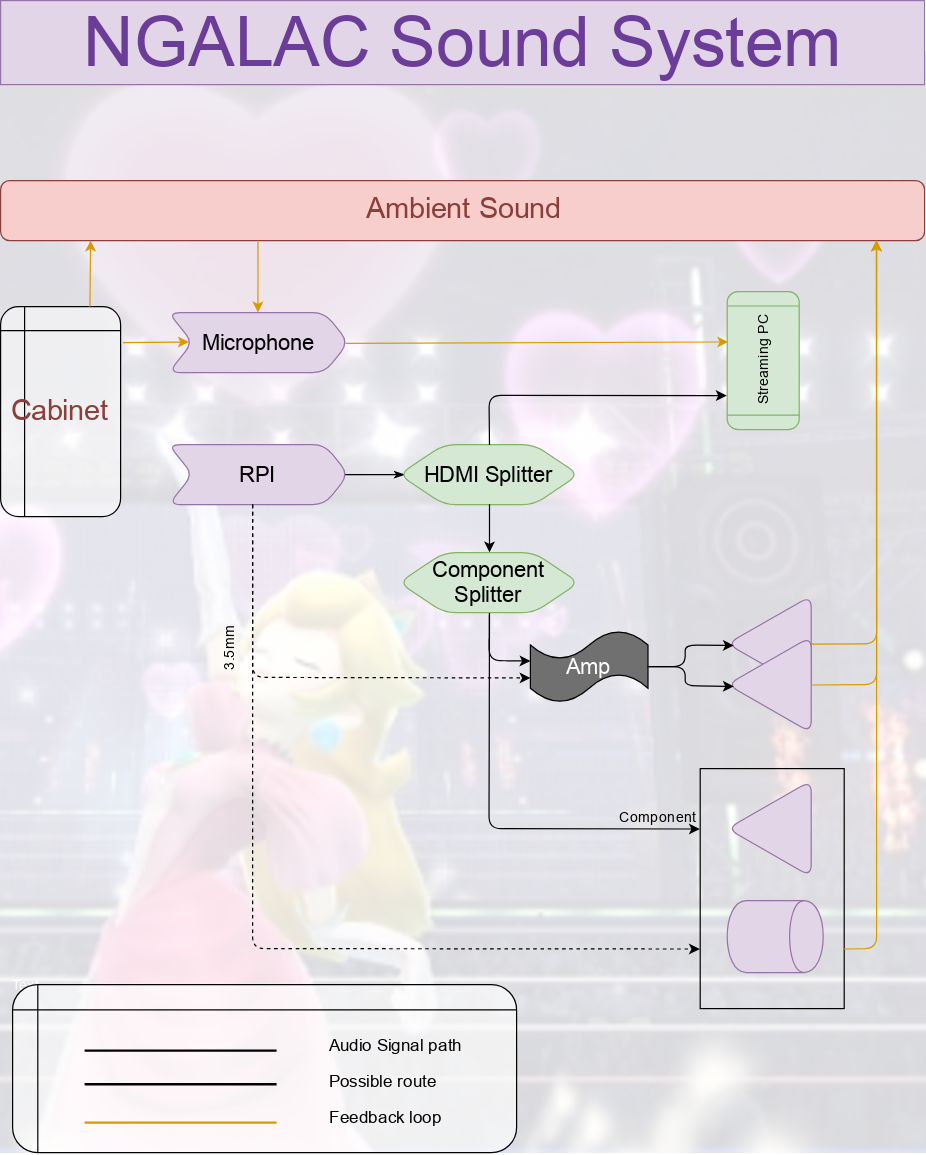 NGALAC Sound System
Ambient Sound
Microphone
Streaming PC
Cabinet
RPI
HDMI Splitter
Component
Splitter
3.5mm
Amp
Component
Audio Signal path
Possible route
Feedback loop